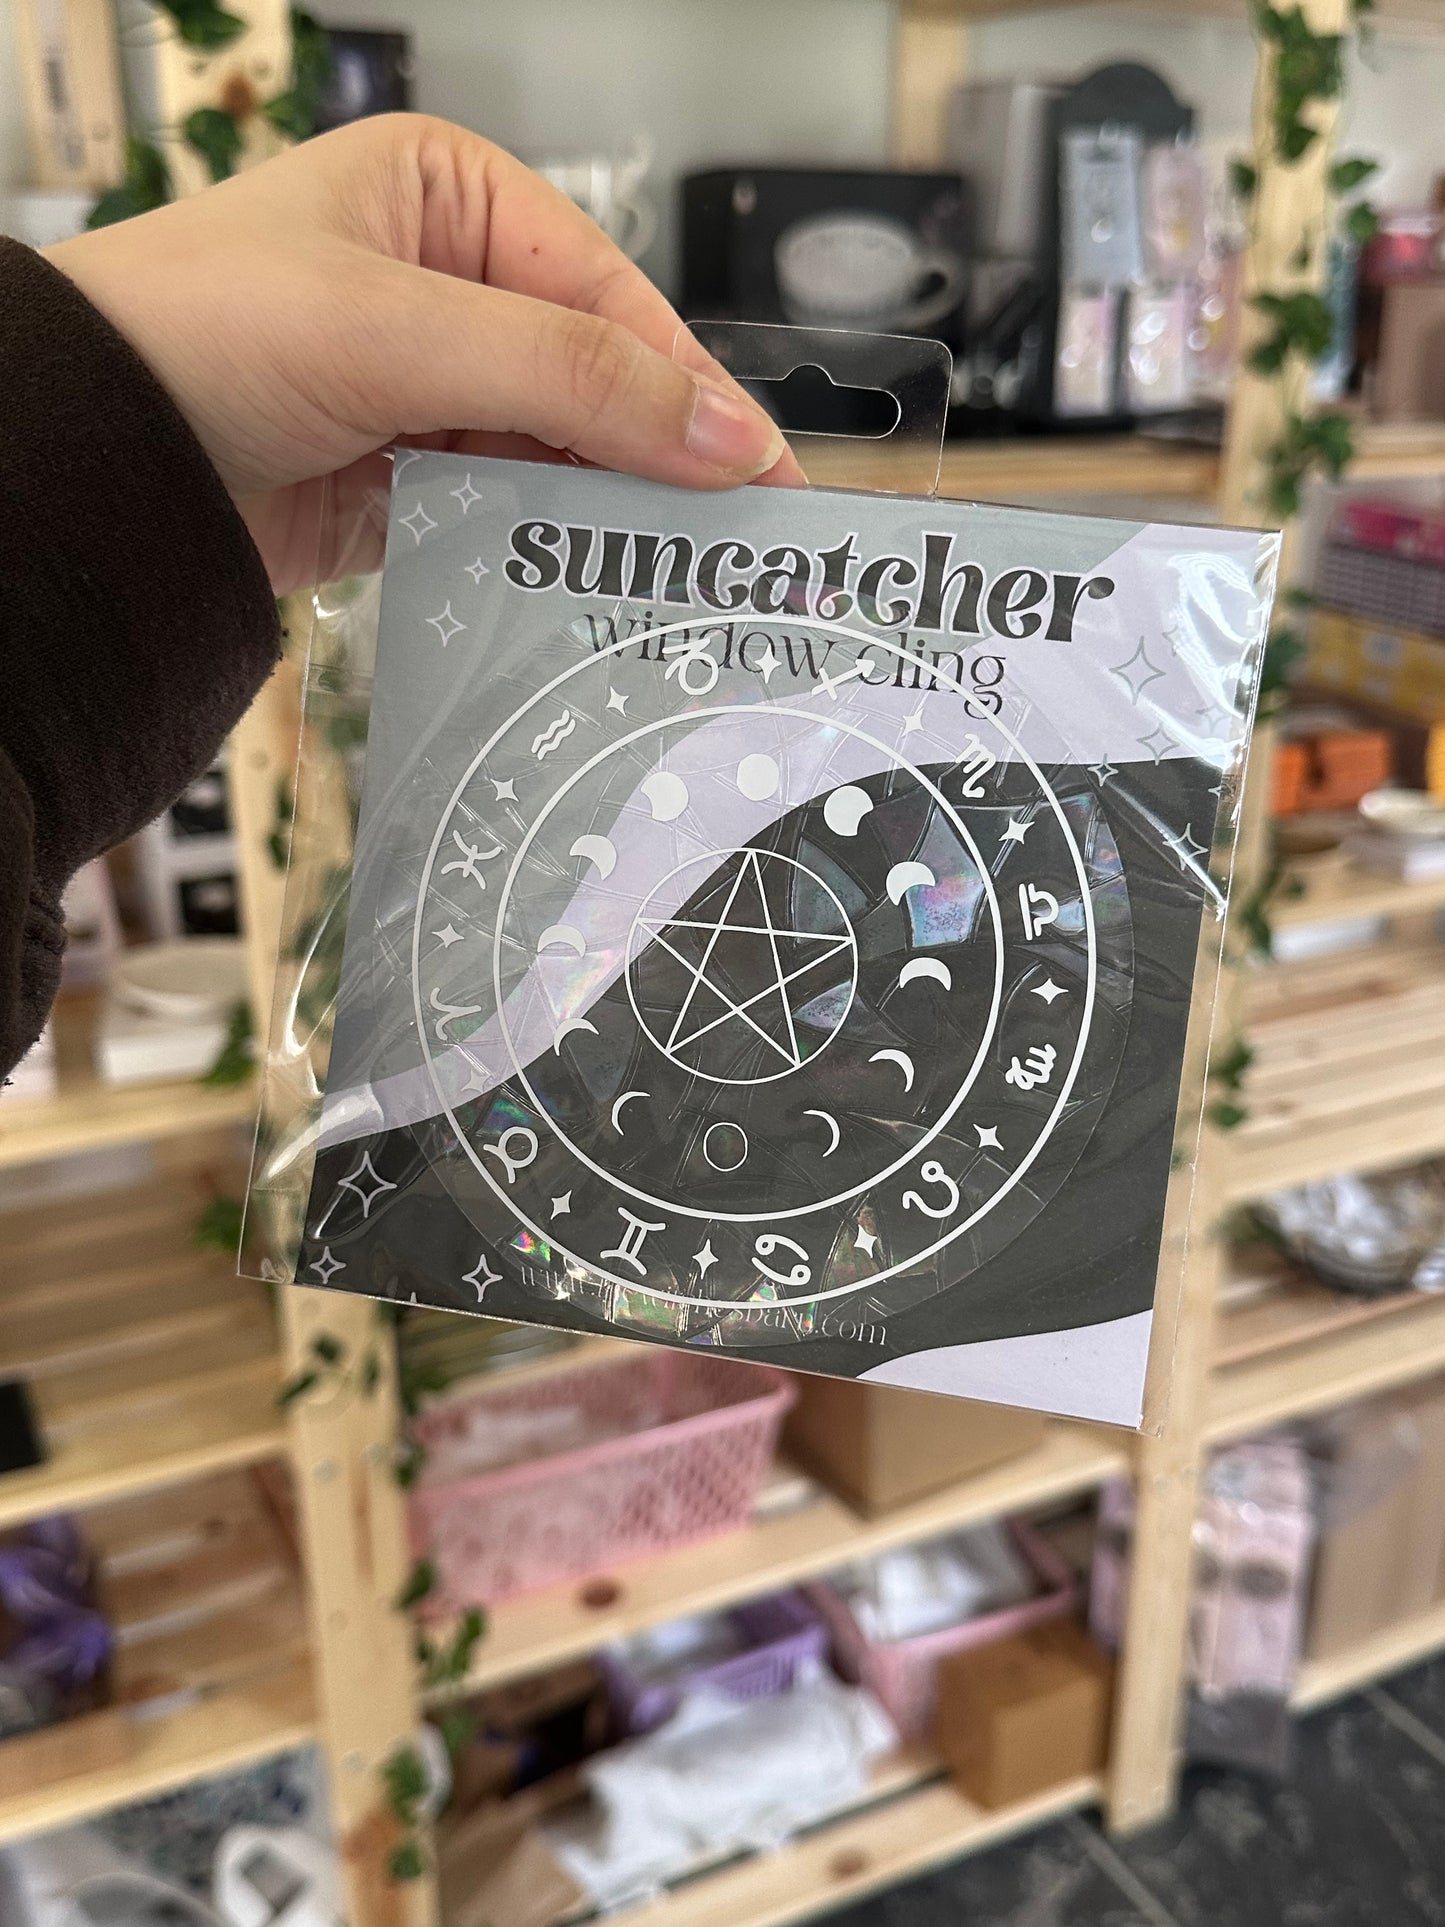 suncatcher
window cling